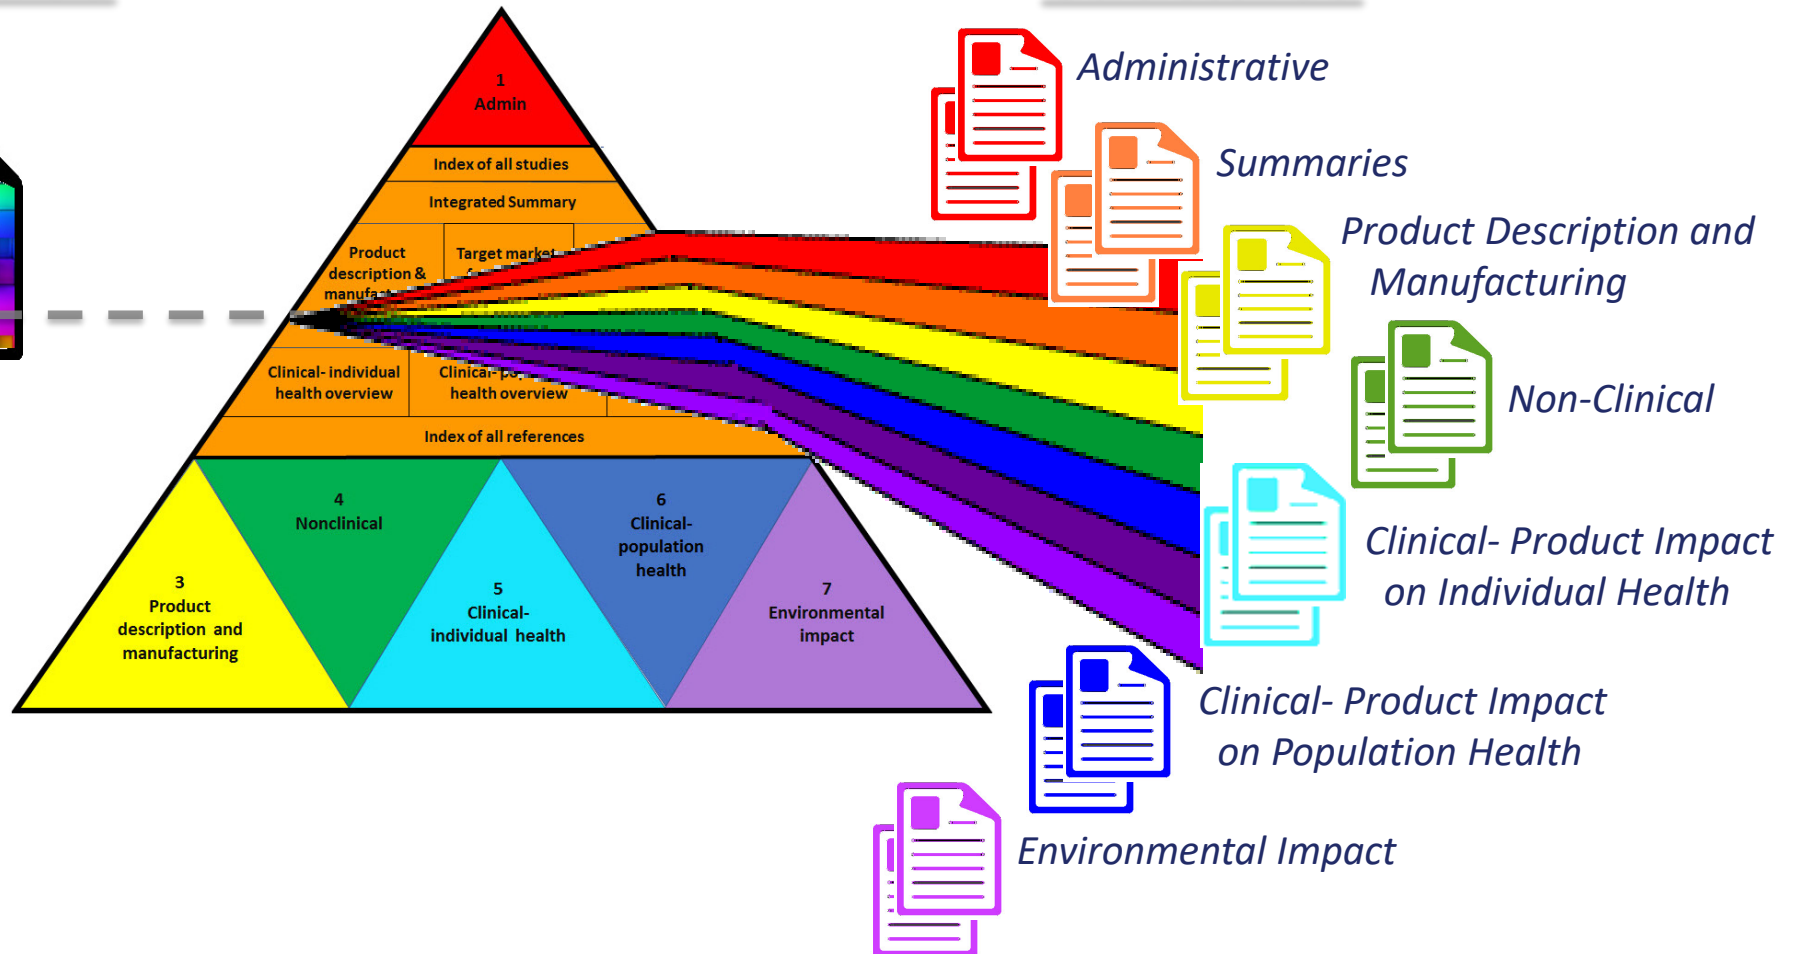 1
Admin
Index of all studies
Integrated Summary
Product
description &
Target market
Clinical- individual
health overview
health overview
Index of all references
3
Product
description and
manufacturing
4
Nonclinical
5
Clinical-
individual health
6
Clinical-
population
health
7
Environmental
impact
Administrative
Summaries
Product Description and
Manufacturing
Non-Clinical
Clinical- Product Impact
on Individual Health
Clinical- Product Impact
on Population Health
Environmental Impact